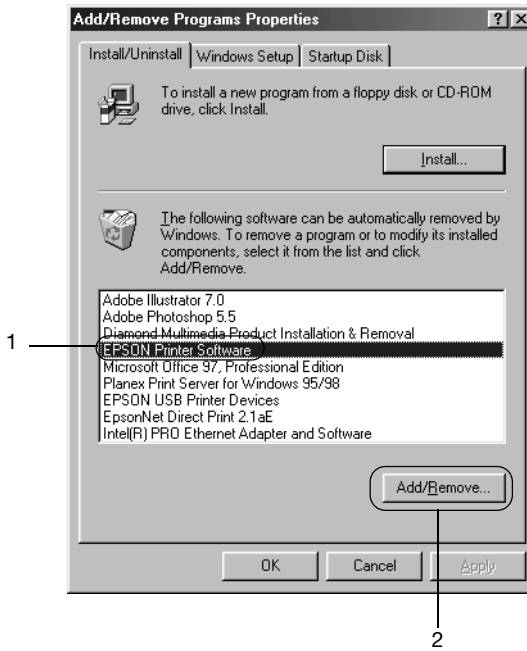 Add/Remove Programs Properties
? ×
Install/Uninstall Windows Setup Startup Disk
To install a new program from a floppy disk or CD-ROM
drive, click Install.
Install...
The following software can be automatically removed by
Windows. To remove a program or to modify its installed
components, select it from the list and click
Add/Remove.
Adobe Illustrator 7.0
Adobe Photoshop 5.5
Diamond Multimedia Product Installation & Removal
1
EPSON Printer Software
Microsoft Office 97, Professional Edition
Planex Print Server for Windows 95/98
EPSON USB Printer Devices
EpsonNet Direct Print 2.1aE
Intel(R) PRO Ethernet Adapter and Software
Add/Remove...
OK Cancel Apply
2